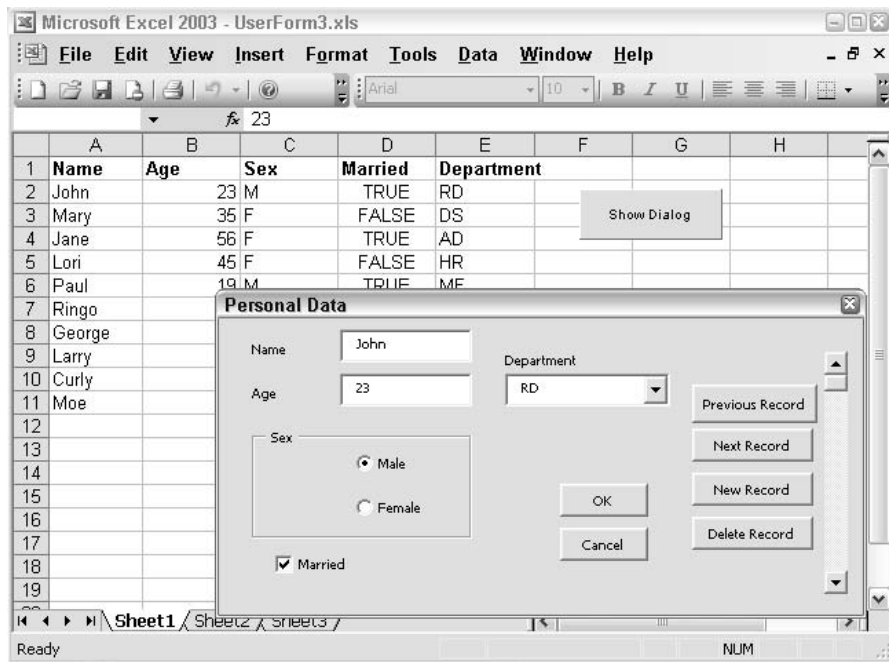 Microsoft Excel 2003 - UserForm3.xls
File Edit View Insert Format Tools Data Window Help
Arial 10 B I U
fx 23
A B C D E F G H
1 Name Age Sex Married Department
2 John 23 M TRUE RD
3 Mary 35 F FALSE DS
4 Jane 56 F TRUE AD
5 Lori 45 F FALSE HR
6 Paul 19 M TRUE ME
7 Ringo
8 George
9 Larry
10 Curly
11 Moe
12
13
14
15
16
17
18
19
Show Dialog
Personal Data
Name John
Age 23
Department
RD
Sex
Male
Female
Married
OK
Cancel
Previous Record
Next Record
New Record
Delete Record
Sheet1 Sheet2 Sheet3
Ready NUM